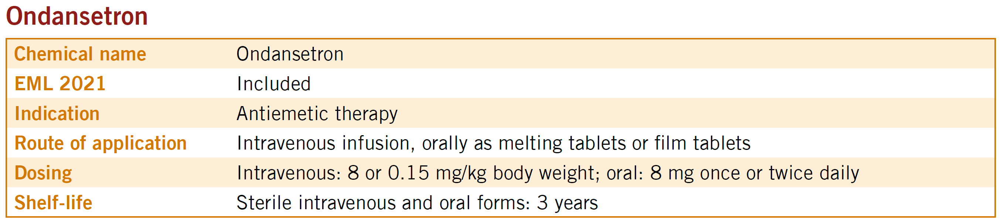 Ondansetron
Chemical name Ondansetron
EML 2021 Included
Indication Antiemetic therapy
Route of application Intravenous infusion, orally as melting tablets or film tablets
Dosing Intravenous: 8 or 0.15 mg/kg body weight; oral: 8 mg once or twice daily
Shelf-life Sterile intravenous and oral forms: 3 years